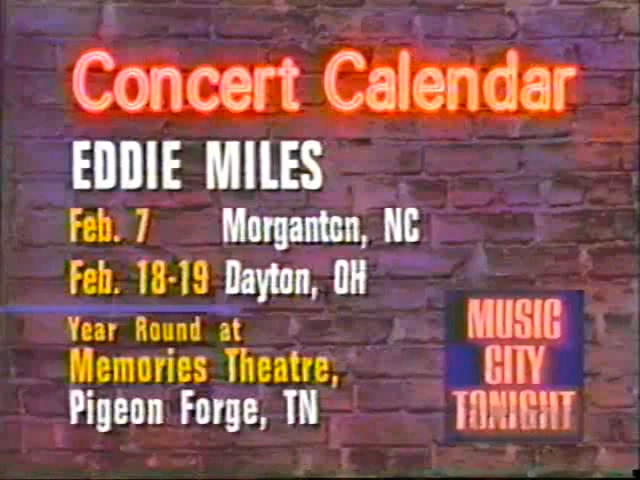 Concert Calendar
EDDIE MILES
Feb. 7 Morganton, NC
Feb. 18-19 Dayton, OH
Year Round at
Memories Theatre,
Pigeon Forge, TN
MUSIC
CITY
TONIGHT